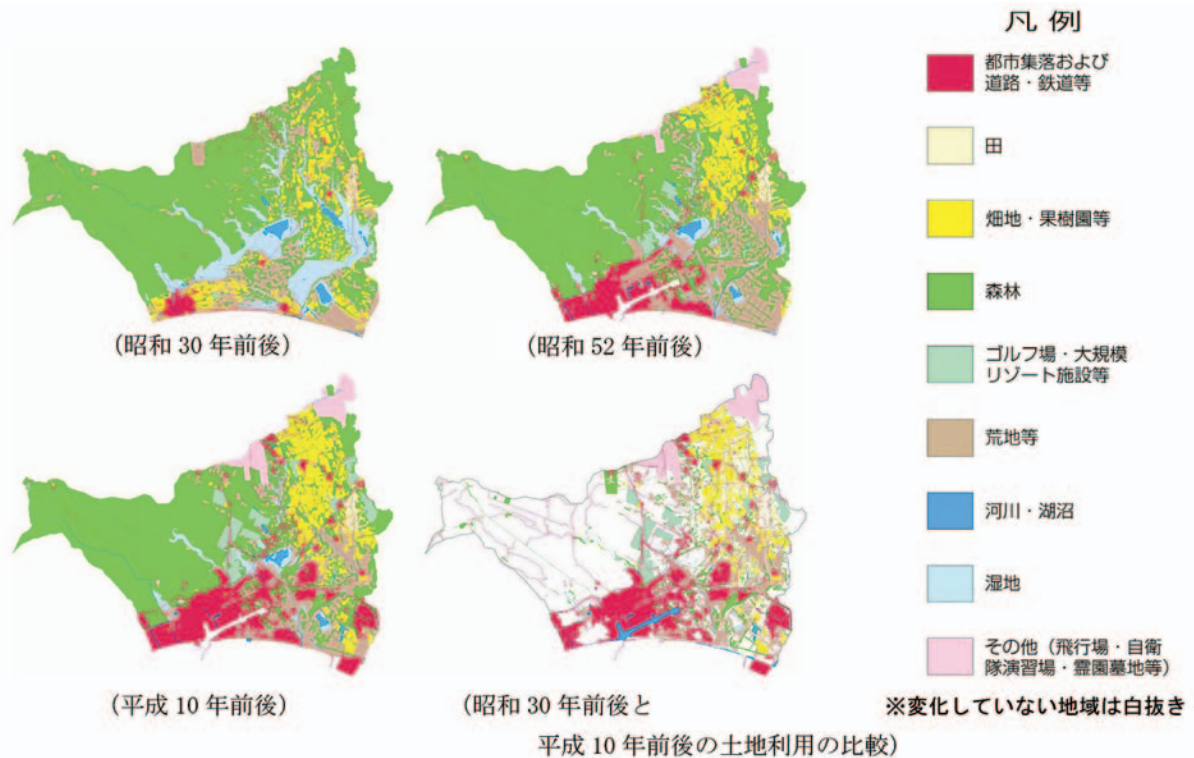 凡 例
都市集落および
道路・鉄道等
田
畑地・果樹園等
森林
ゴルフ場・大規模
リゾート施設等
荒地等
河川・湖沼
湿地
その他（飛行場・自衛
隊演習場・霊園墓地等）
※変化していない地域は白抜き
（昭和 30 年前後）
（昭和 52 年前後）
（平成 10 年前後）
（昭和 30 年前後と
平成 10 年前後の土地利用の比較）